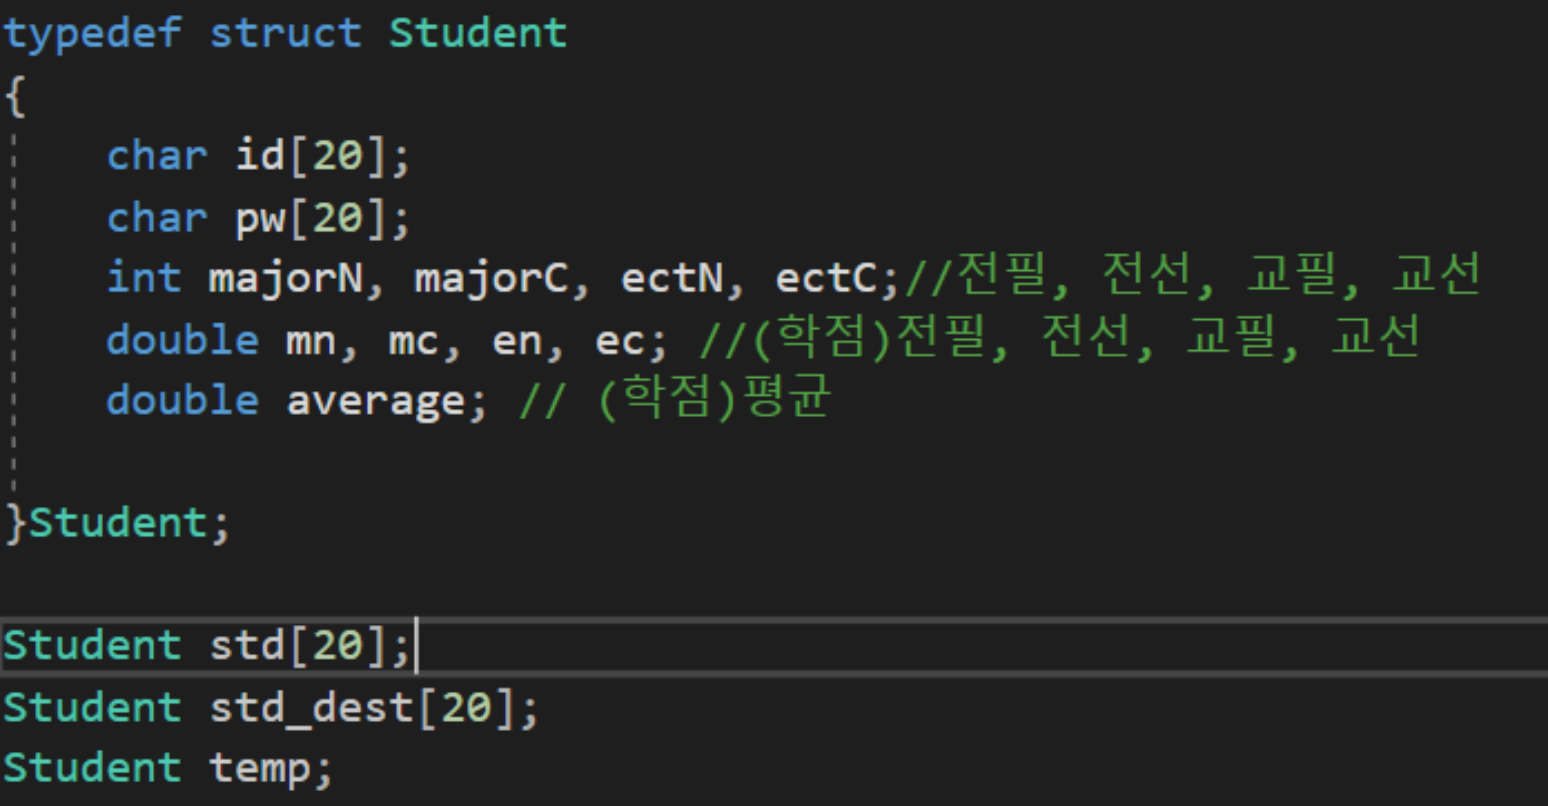 typedef struct Student
{
    char id[20];
    char pw[20];
    int majorN, majorC, ectN, ectC;//전필, 전선, 교필, 교선
    double mn, mc, en, ec; //(학점)전필, 전선, 교필, 교선
    double average; // (학점)평균
}Student;
Student std[20];
Student std_dest[20];
Student temp;